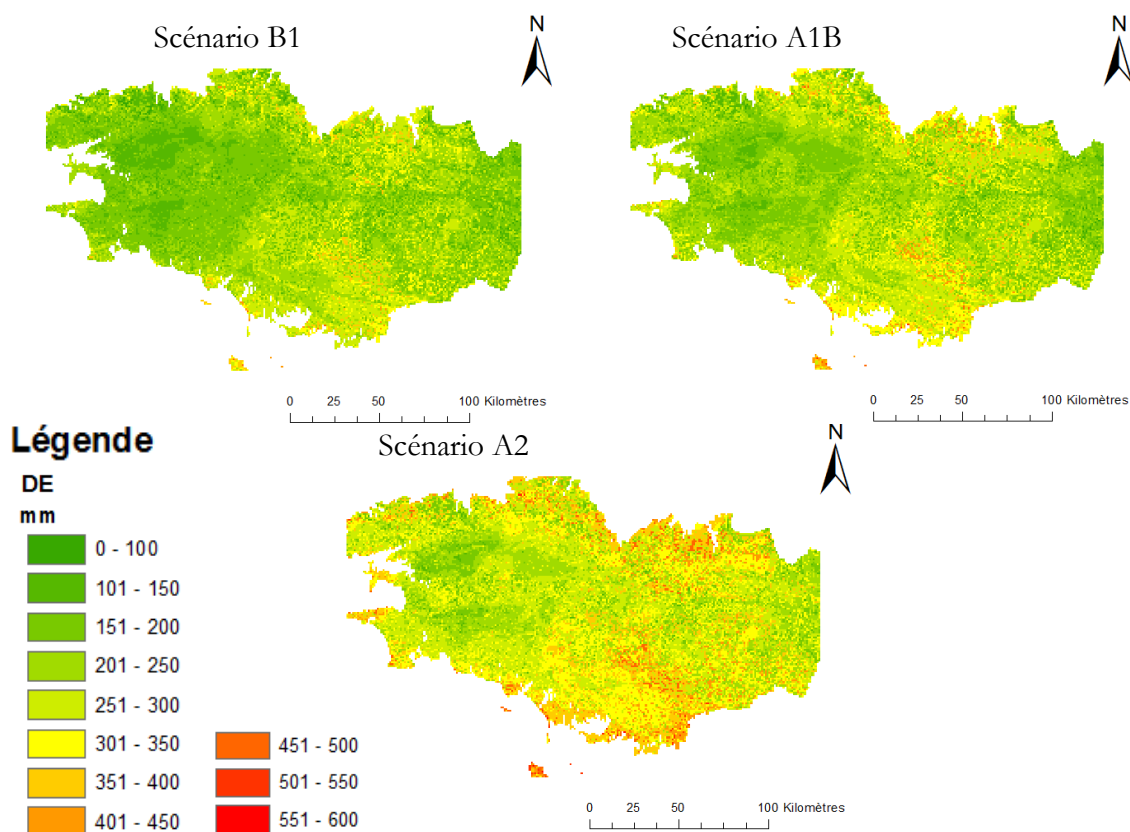 Scénario B1
N
Scénario A1B
N
0 25 50 100 Kilomètres
0 25 50 100 Kilomètres
Légende
DE
mm
0 - 100
101 - 150
151 - 200
201 - 250
251 - 300
301 - 350
351 - 400
401 - 450
451 - 500
501 - 550
551 - 600
Scénario A2
N
0 25 50 100 Kilomètres